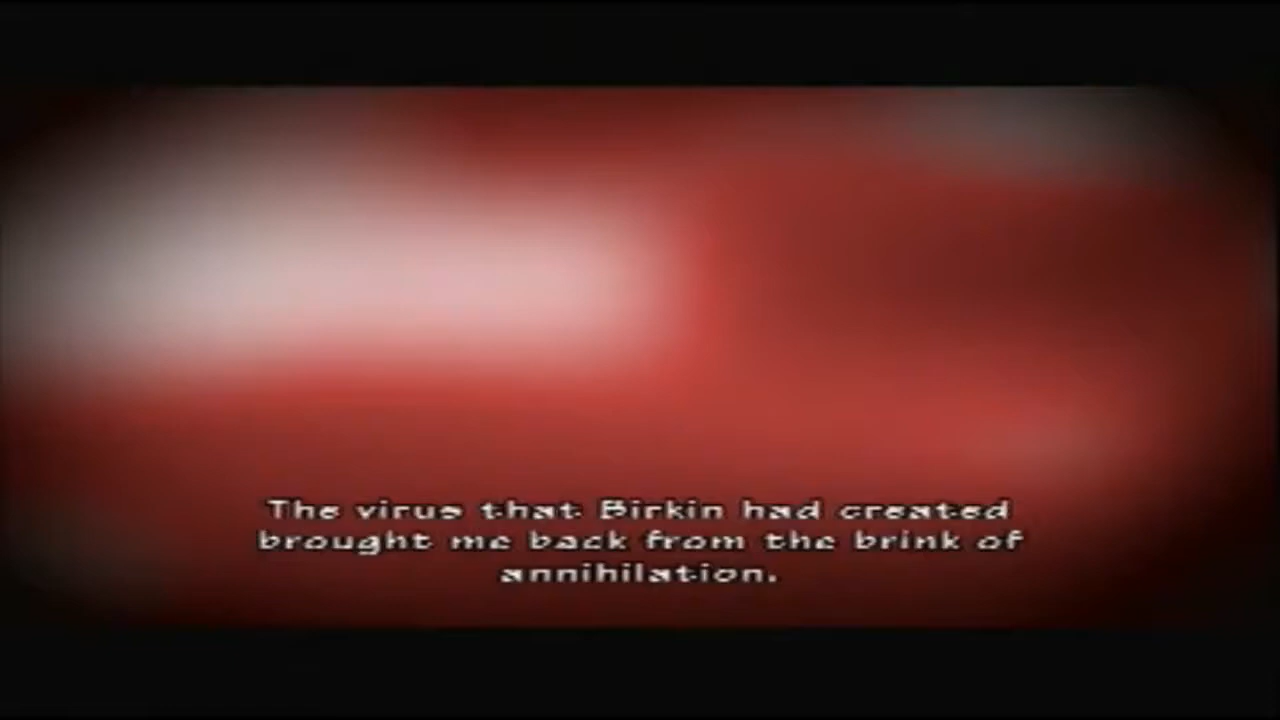 The virus that Birkin had created
brought me back from the brink of
annihilation.